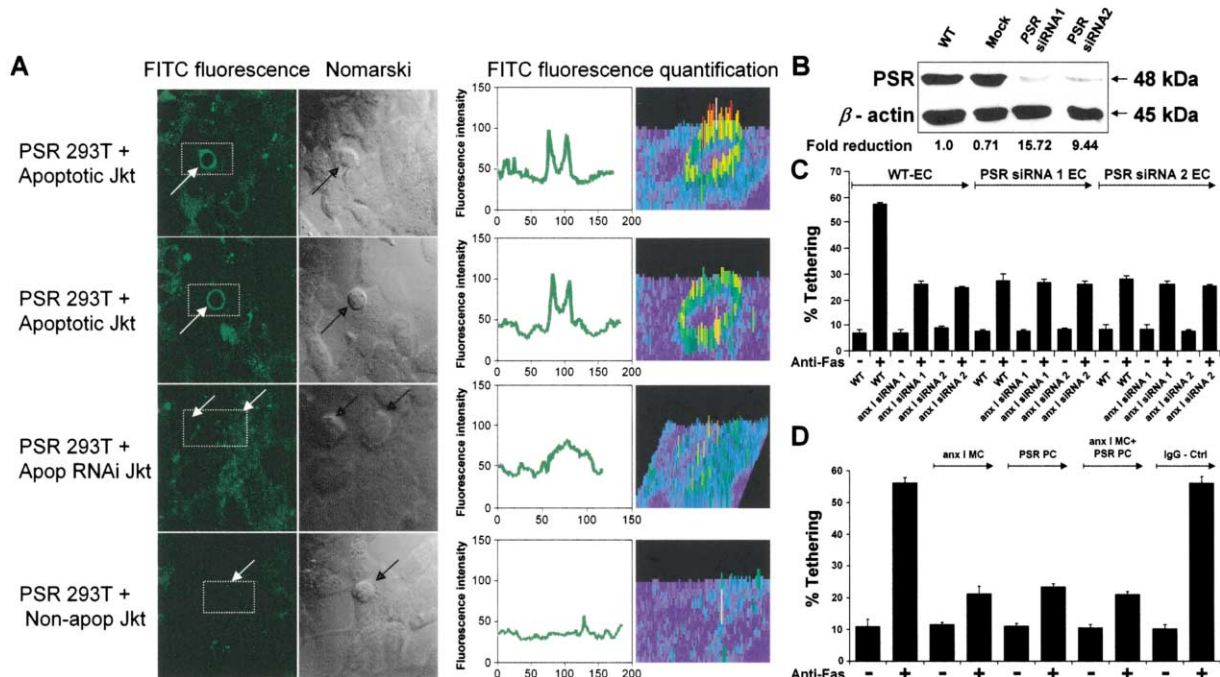 A
FITC fluorescence
Nomarski
FITC fluorescence quantification
PSR 293T +
Apoptotic Jkt
Fluorescence intensity
150
100
50
0
0 50 100 150 200
PSR 293T +
Apoptotic Jkt
Fluorescence intensity
150
100
50
0
0 50 100 150 200
PSR 293T +
Apop RNAi Jkt
Fluorescence intensity
150
100
50
0
0 50 100 150
PSR 293T +
Non-apop Jkt
Fluorescence intensity
150
100
50
0
0 50 100 150 200
B
WT Mock PSR siRNA1 PSR siRNA2
PSR 48 kDa
β - actin 45 kDa
Fold reduction 1.0 0.71 15.72 9.44
C
WT-EC PSR siRNA 1 EC PSR siRNA 2 EC
% Tethering
70
60
50
40
30
20
10
0
Anti-Fas - + - + - + - + - + - + - + - + - +
WT WT anx I siRNA 1 anx I siRNA 1 anx I siRNA 2 anx I siRNA 2 WT WT anx I siRNA 1 anx I siRNA 1 anx I siRNA 2 anx I siRNA 2 WT WT anx I siRNA 1 anx I siRNA 1 anx I siRNA 2 anx I siRNA 2
D
anx I MC PSR PC anx I MC+ PSR PC IgG - Ctrl
% Tethering
60
50
40
30
20
10
0
Anti-Fas - + - + - + - + - +